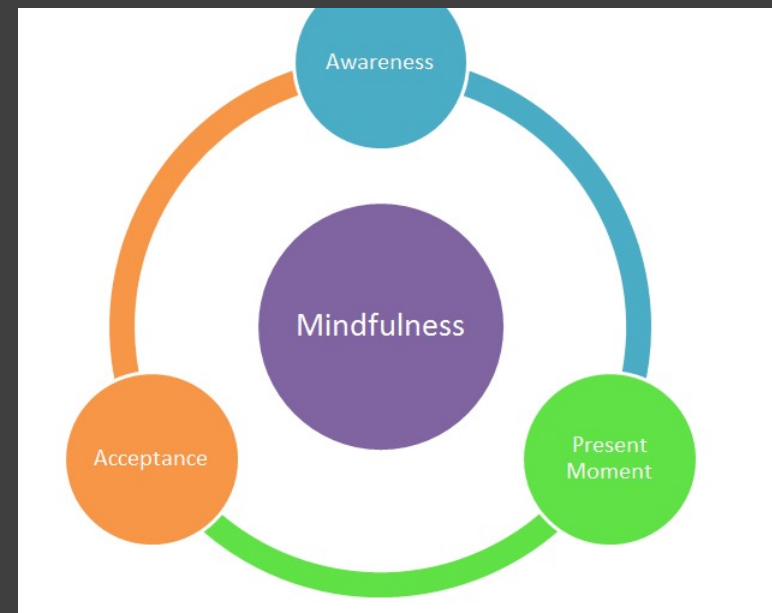 Awareness
Mindfulness
Acceptance
Present
Moment